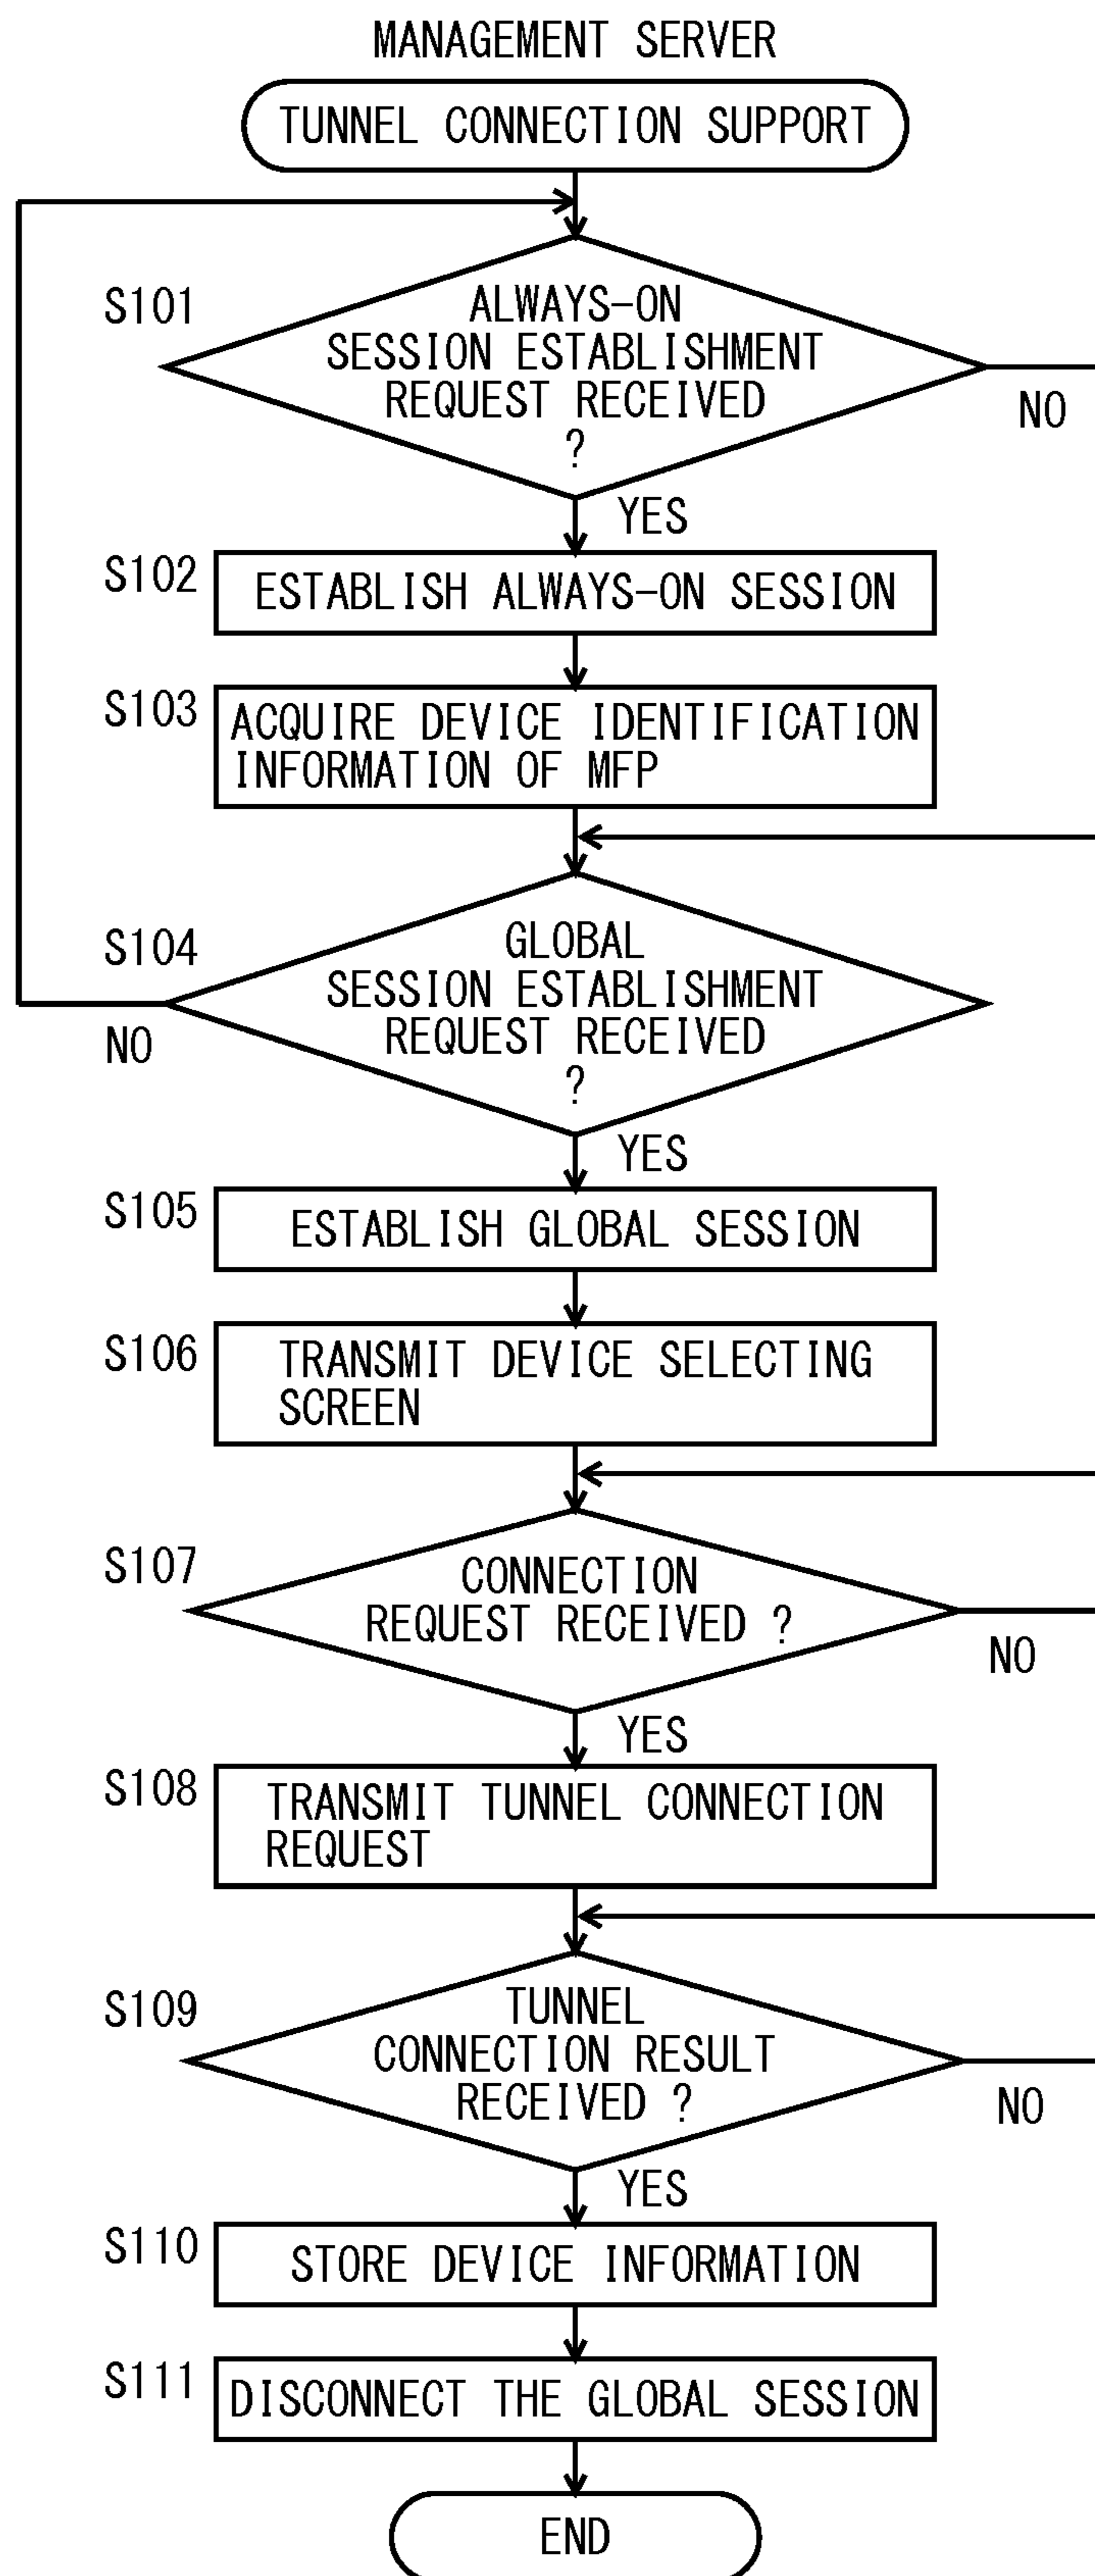 MANAGEMENT SERVER
TUNNEL CONNECTION SUPPORT
S101
ALWAYS-ON
SESSION ESTABLISHMENT
REQUEST RECEIVED
?
NO
YES
S102
ESTABLISH ALWAYS-ON SESSION
S103
ACQUIRE DEVICE IDENTIFICATION
INFORMATION OF MFP
S104
GLOBAL
SESSION ESTABLISHMENT
REQUEST RECEIVED
?
NO
YES
S105
ESTABLISH GLOBAL SESSION
S106
TRANSMIT DEVICE SELECTING
SCREEN
S107
CONNECTION
REQUEST RECEIVED ?
NO
YES
S108
TRANSMIT TUNNEL CONNECTION
REQUEST
S109
TUNNEL
CONNECTION RESULT
RECEIVED ?
NO
YES
S110
STORE DEVICE INFORMATION
S111
DISCONNECT THE GLOBAL SESSION
END